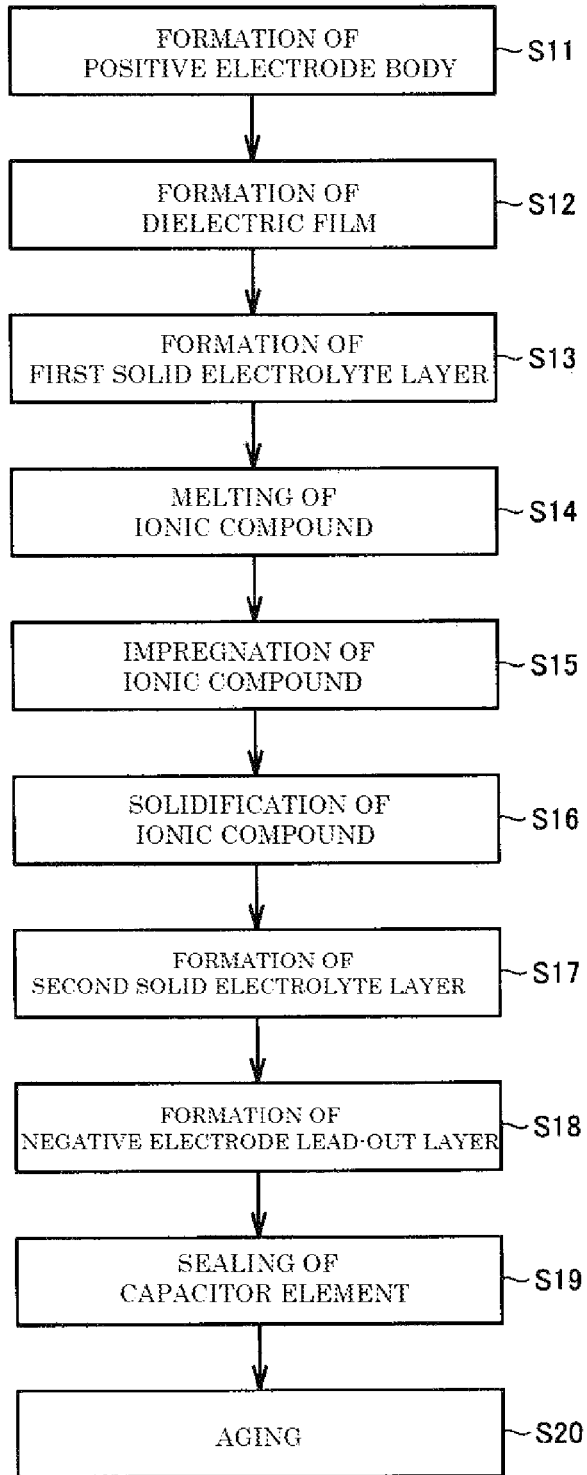 FORMATION OF
POSITIVE ELECTRODE BODY
S11
FORMATION OF
DIELECTRIC FILM
S12
FORMATION OF
FIRST SOLID ELECTROLYTE LAYER
S13
MELTING OF
IONIC COMPOUND
S14
IMPREGNATION OF
IONIC COMPOUND
S15
SOLIDIFICATION OF
IONIC COMPOUND
S16
FORMATION OF
SECOND SOLID ELECTROLYTE LAYER
S17
FORMATION OF
NEGATIVE ELECTRODE LEAD-OUT LAYER
S18
SEALING OF
CAPACITOR ELEMENT
S19
AGING
S20